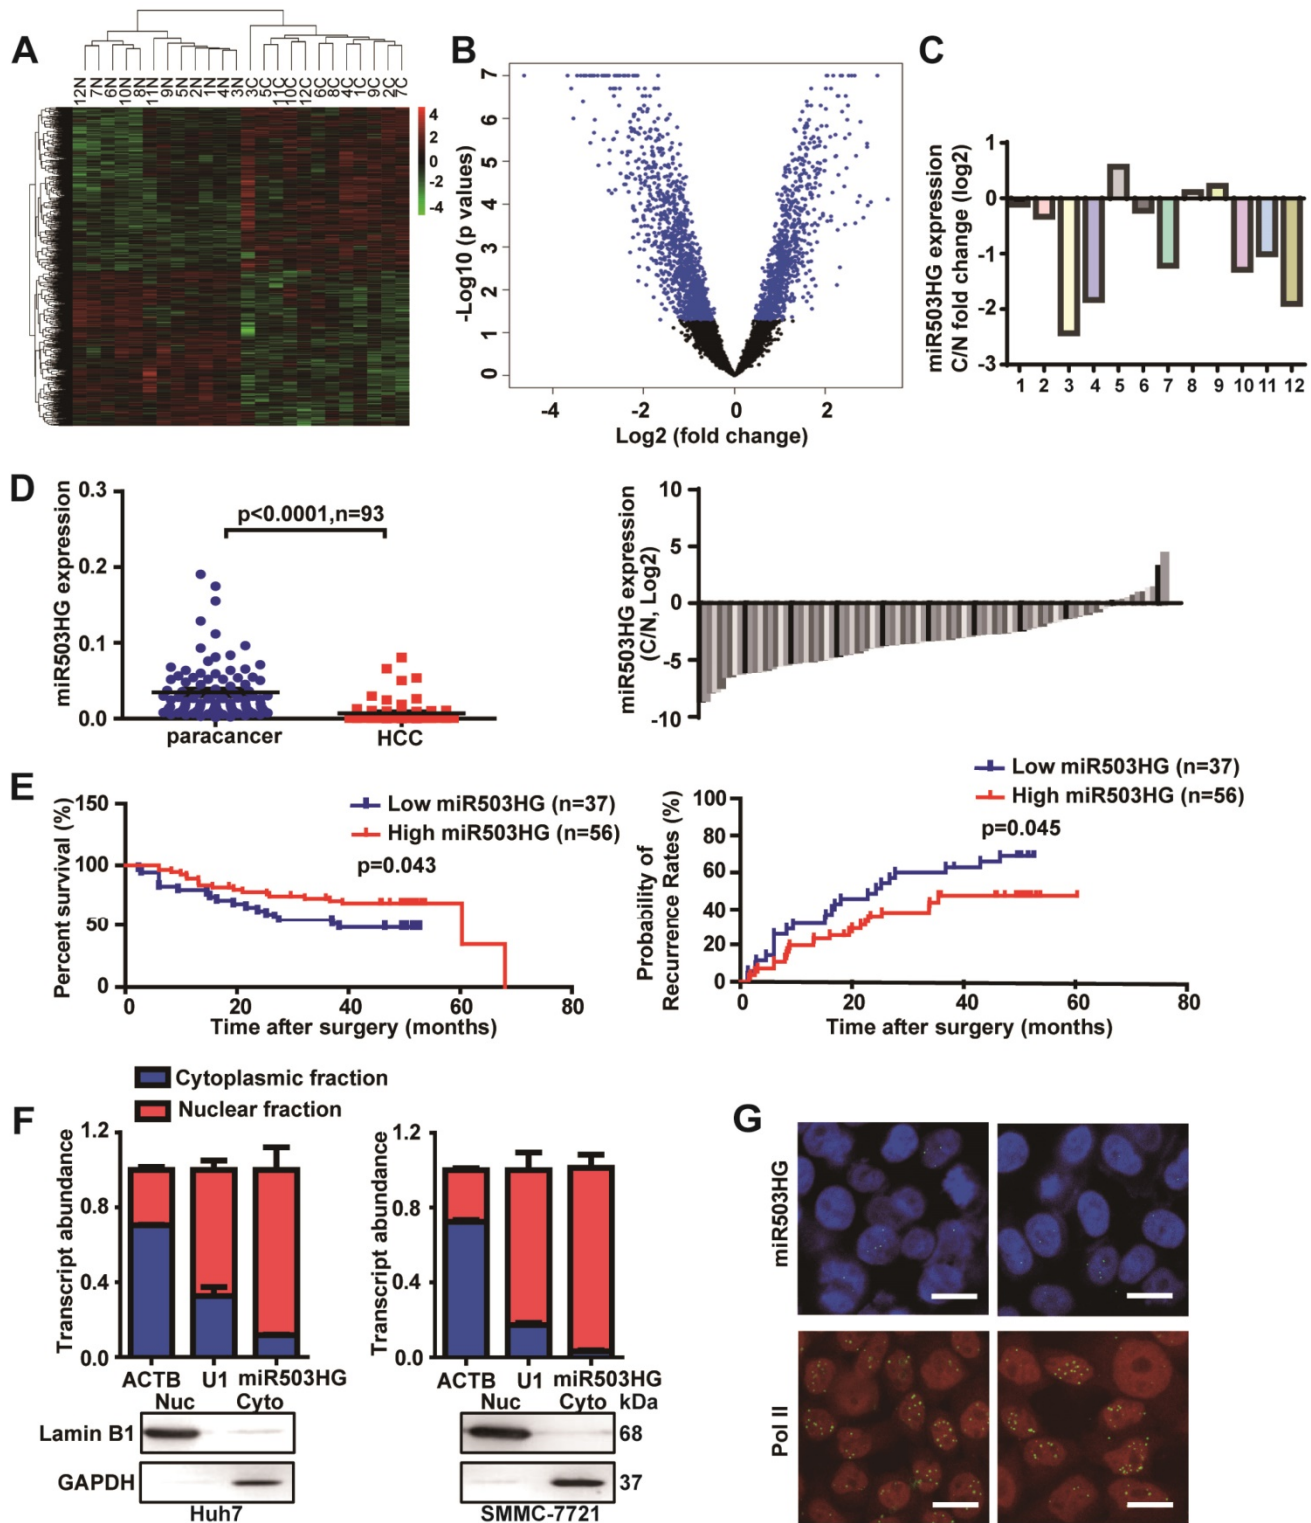 A
12N 7N 6N 10N 8N 11N 9N 5N 2N 1N 4N 3N 3C 5C 11C 10C 12C 6C 8C 4C 1C 9C 2C 7C
4
2
0
-2
-4
B
-Log10 (p values)
7
6
5
4
3
2
1
0
-4 -2 0 2
Log2 (fold change)
C
miR503HG expression
C/N fold change (log2)
1
0
-1
-2
-3
1 2 3 4 5 6 7 8 9 10 11 12
D
miR503HG expression
0.3
0.2
0.1
0.0
p<0.0001,n=93
paracancer HCC
miR503HG expression
(C/N, Log2)
10
5
0
-5
-10
E
Percent survival (%)
150
100
50
0
Low miR503HG (n=37)
High miR503HG (n=56)
p=0.043
0 20 40 60 80
Time after surgery (months)
Probability of
Recurrence Rates (%)
100
80
60
40
20
0
Low miR503HG (n=37)
High miR503HG (n=56)
p=0.045
0 20 40 60 80
Time after surgery (months)
F
Cytoplasmic fraction
Nuclear fraction
Transcript abundance
1.2
0.8
0.4
0.0
ACTB U1 miR503HG
Transcript abundance
1.2
0.8
0.4
0.0
ACTB U1 miR503HG
Nuc Cyto
Nuc Cyto kDa
Lamin B1 68
GAPDH 37
Huh7
SMMC-7721
G
miR503HG
Pol II